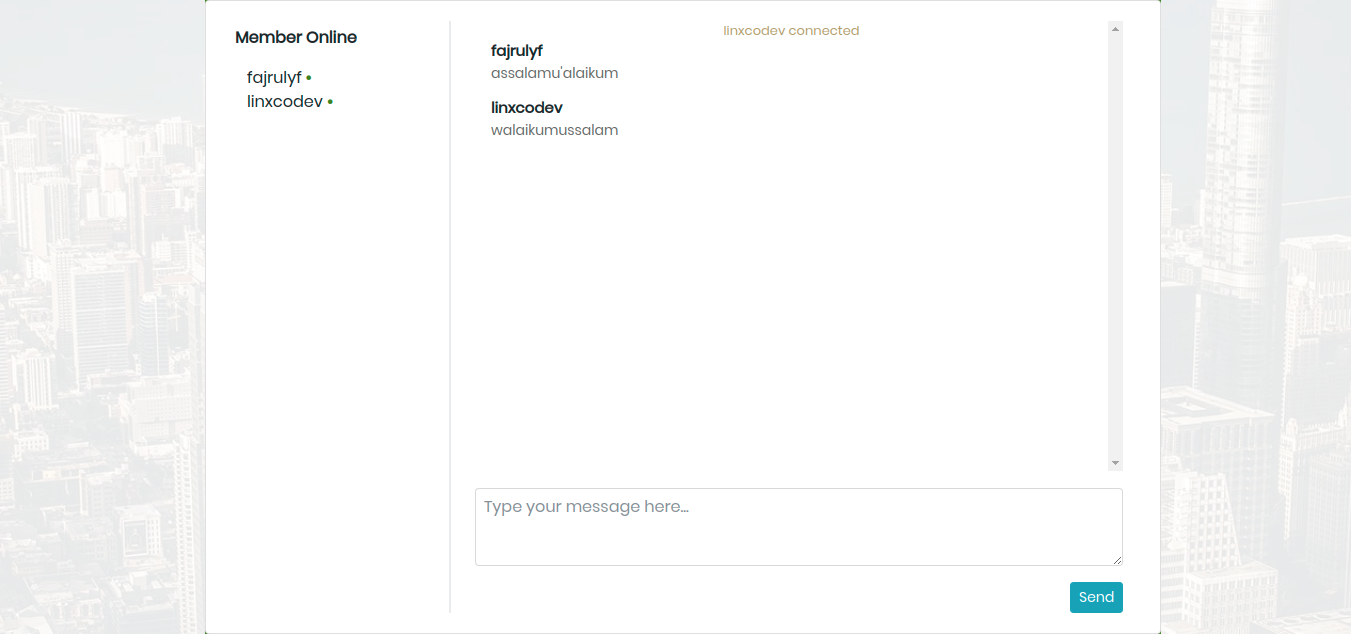 Member Online
fajrulyf
linxcodev
linxcodev connected
fajrulyf
assalamu'alaikum
linxcodev
walaikumussalam
Type your message here...
Send